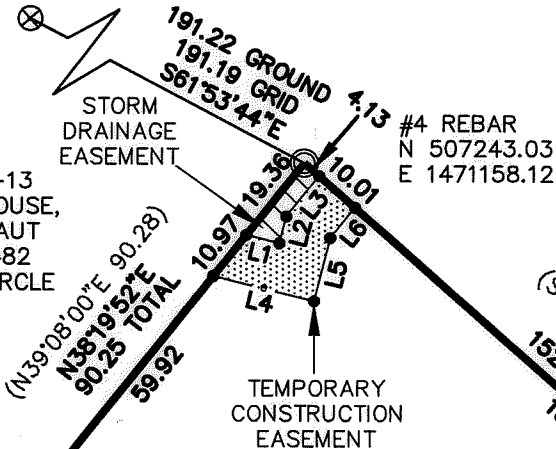 191.22 GROUND
191.19 GRID
S61°53'44"E
STORM
DRAINAGE
EASEMENT
4.13
#4 REBAR
N 507243.03
E 1471158.12
-13
OUSE,
AUT
82
RCLE
19.36
10.01
10.97
L1
L2
L3
L4
L5
L6
(N39°08'00"E 90.28)
N38°19'52"E
90.25 TOTAL
59.92
TEMPORARY
CONSTRUCTION
EASEMENT
152